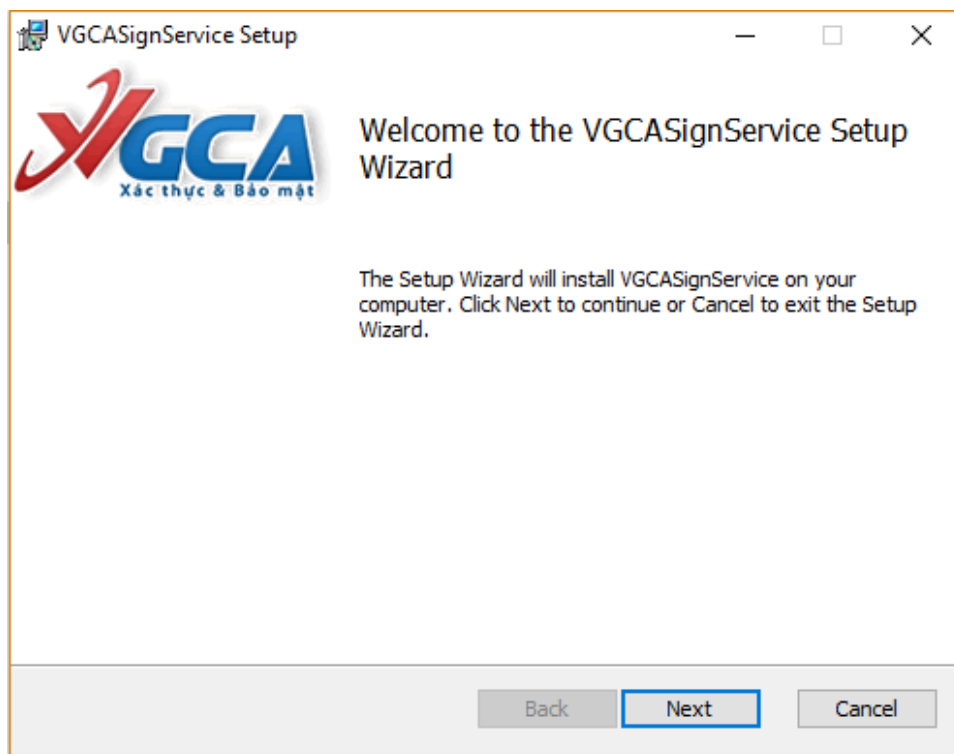 VGCASignService Setup
VGCA
Xác thực & Bảo mật
Welcome to the VGCASignService Setup
Wizard
The Setup Wizard will install VGCASignService on your
computer. Click Next to continue or Cancel to exit the Setup
Wizard.
Back
Next
Cancel